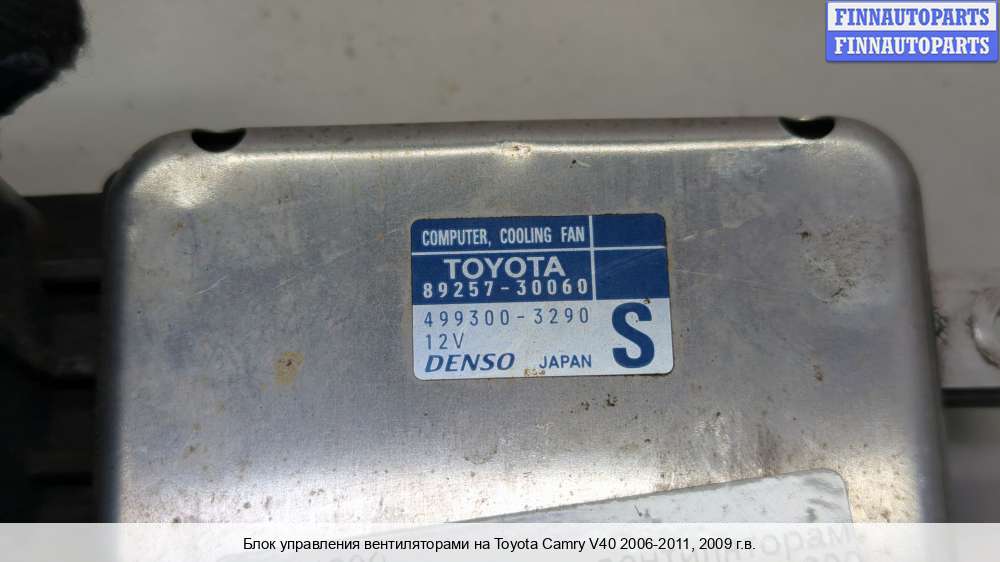 FINNAUTOPARTS
FINNAUTOPARTS
COMPUTER, COOLING FAN
TOYOTA
89257-30060
499300-3290
12V
S
DENSO JAPAN
Блок управления вентиляторами на Toyota Camry V40 2006-2011, 2009 г.в.